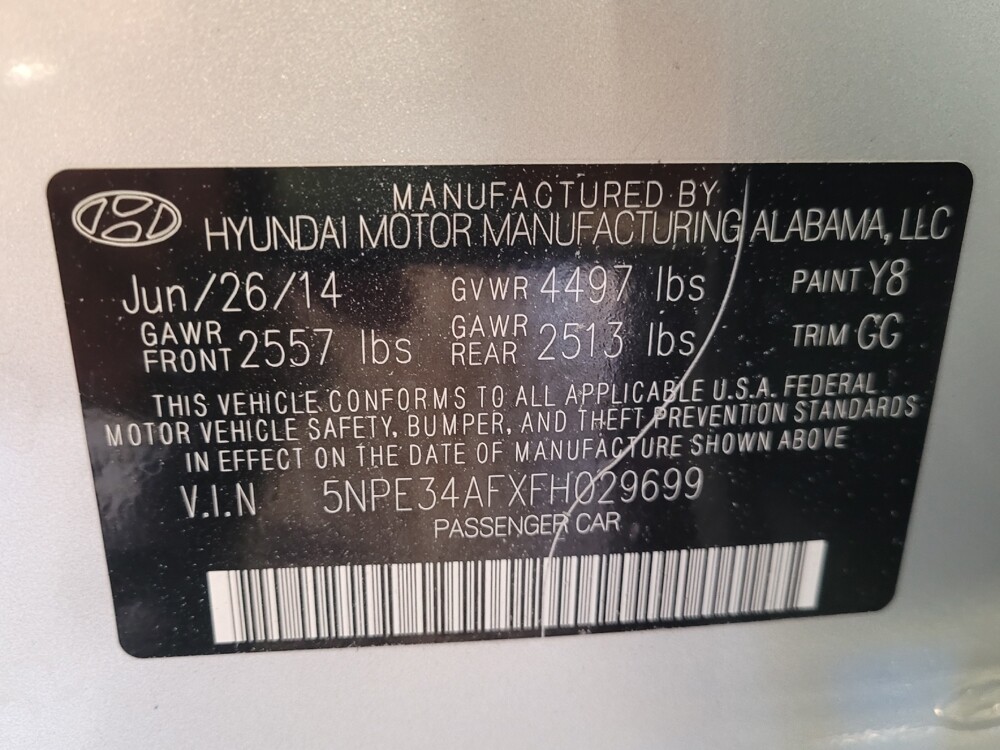 MANUFACTURED BY
HYUNDAI MOTOR MANUFACTURING ALABAMA, LLC
Jun/26/14 GVWR 4497 lbs PAINT Y8
GAWR FRONT 2557 lbs GAWR REAR 2513 lbs TRIM GG
THIS VEHICLE CONFORMS TO ALL APPLICABLE U.S.A. FEDERAL
MOTOR VEHICLE SAFETY, BUMPER, AND THEFT PREVENTION STANDARDS
IN EFFECT ON THE DATE OF MANUFACTURE SHOWN ABOVE
V.I.N 5NPE34AFXFH029699
PASSENGER CAR